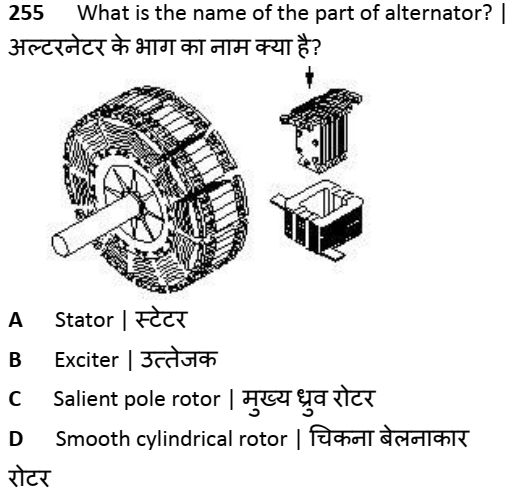 255 What is the name of the part of alternator? |
अल्टरनेटर के भाग का नाम क्या है?
A Stator | स्टेटर
B Exciter | उत्तेजक
C Salient pole rotor | मुख्य ध्रुव रोटर
D Smooth cylindrical rotor | चिकना बेलनाकार
रोटर